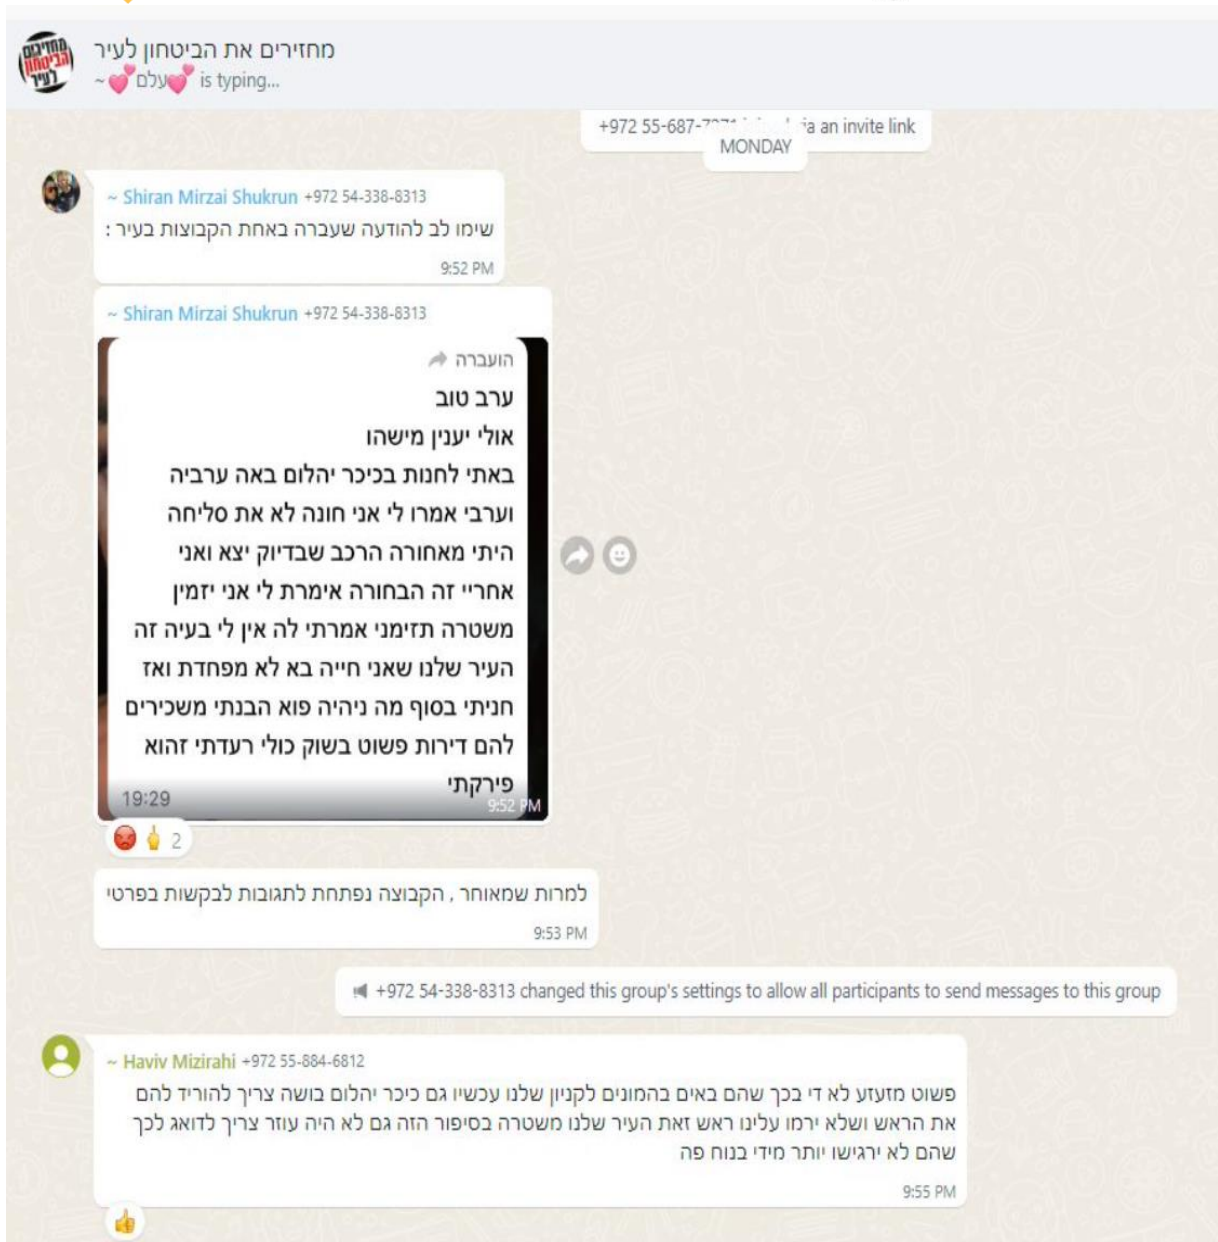 מחזירים
הביטחון
לעיר
מחזירים את הביטחון לעיר
~ 💕עלם💕 is typing...
+972 55-687- via an invite link
MONDAY
~ Shiran Mirzai Shukrun +972 54-338-8313
שימו לב להודעה שעברה באחת הקבוצות בעיר :
9:52 PM
~ Shiran Mirzai Shukrun +972 54-338-8313
הועברה
ערב טוב
אולי יענין מישהו
באתי לחנות בכיכר יהלום באה ערביה
וערבי אמרו לי אני חונה לא את סליחה
היתי מאחורה הרכב שבדיוק יצא ואני
אחריי זה הבחורה אימרת לי אני יזמין
משטרה תזימני אמרתי לה אין לי בעיה זה
העיר שלנו שאני חייה בא לא מפחדת ואז
חניתי בסוף מה ניהיה פוא הבנתי משכירים
להם דירות פשוט בשוק כולי רעדתי זהוא
פירקתי
19:29
9:52 PM
2
למרות שמאוחר , הקבוצה נפתחת לתגובות לבקשות בפרטי
9:53 PM
+972 54-338-8313 changed this group's settings to allow all participants to send messages to this group
~ Haviv Mizirahi +972 55-884-6812
פשוט מזעזע לא די בכך שהם באים בהמונים לקניון שלנו עכשיו גם כיכר יהלום בושה צריך להוריד להם
את הראש ושלא ירמו עלינו ראש זאת העיר שלנו משטרה בסיפור הזה גם לא היה עוזר צריך לדואג לכך
שהם לא ירגישו יותר מידי בנוח פה
9:55 PM